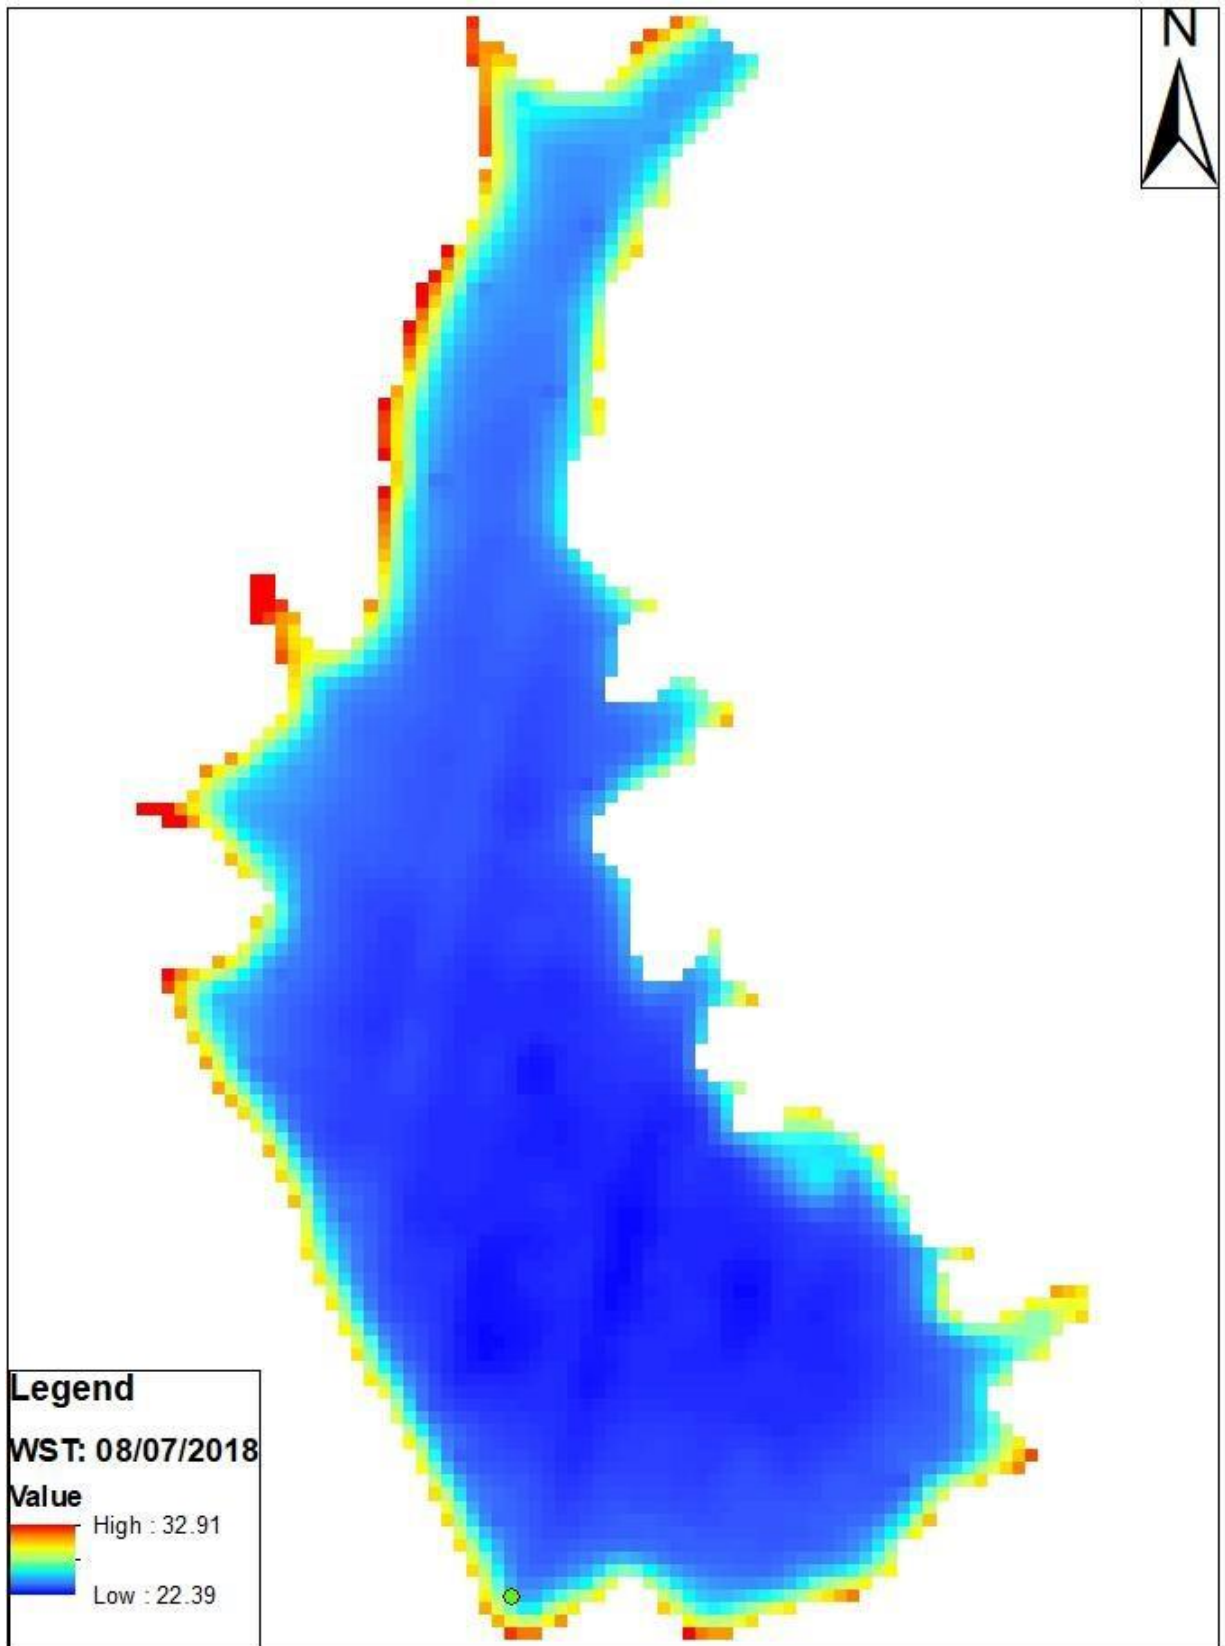 N
Legend
WST: 08/07/2018
Value
High : 32.91
Low : 22.39